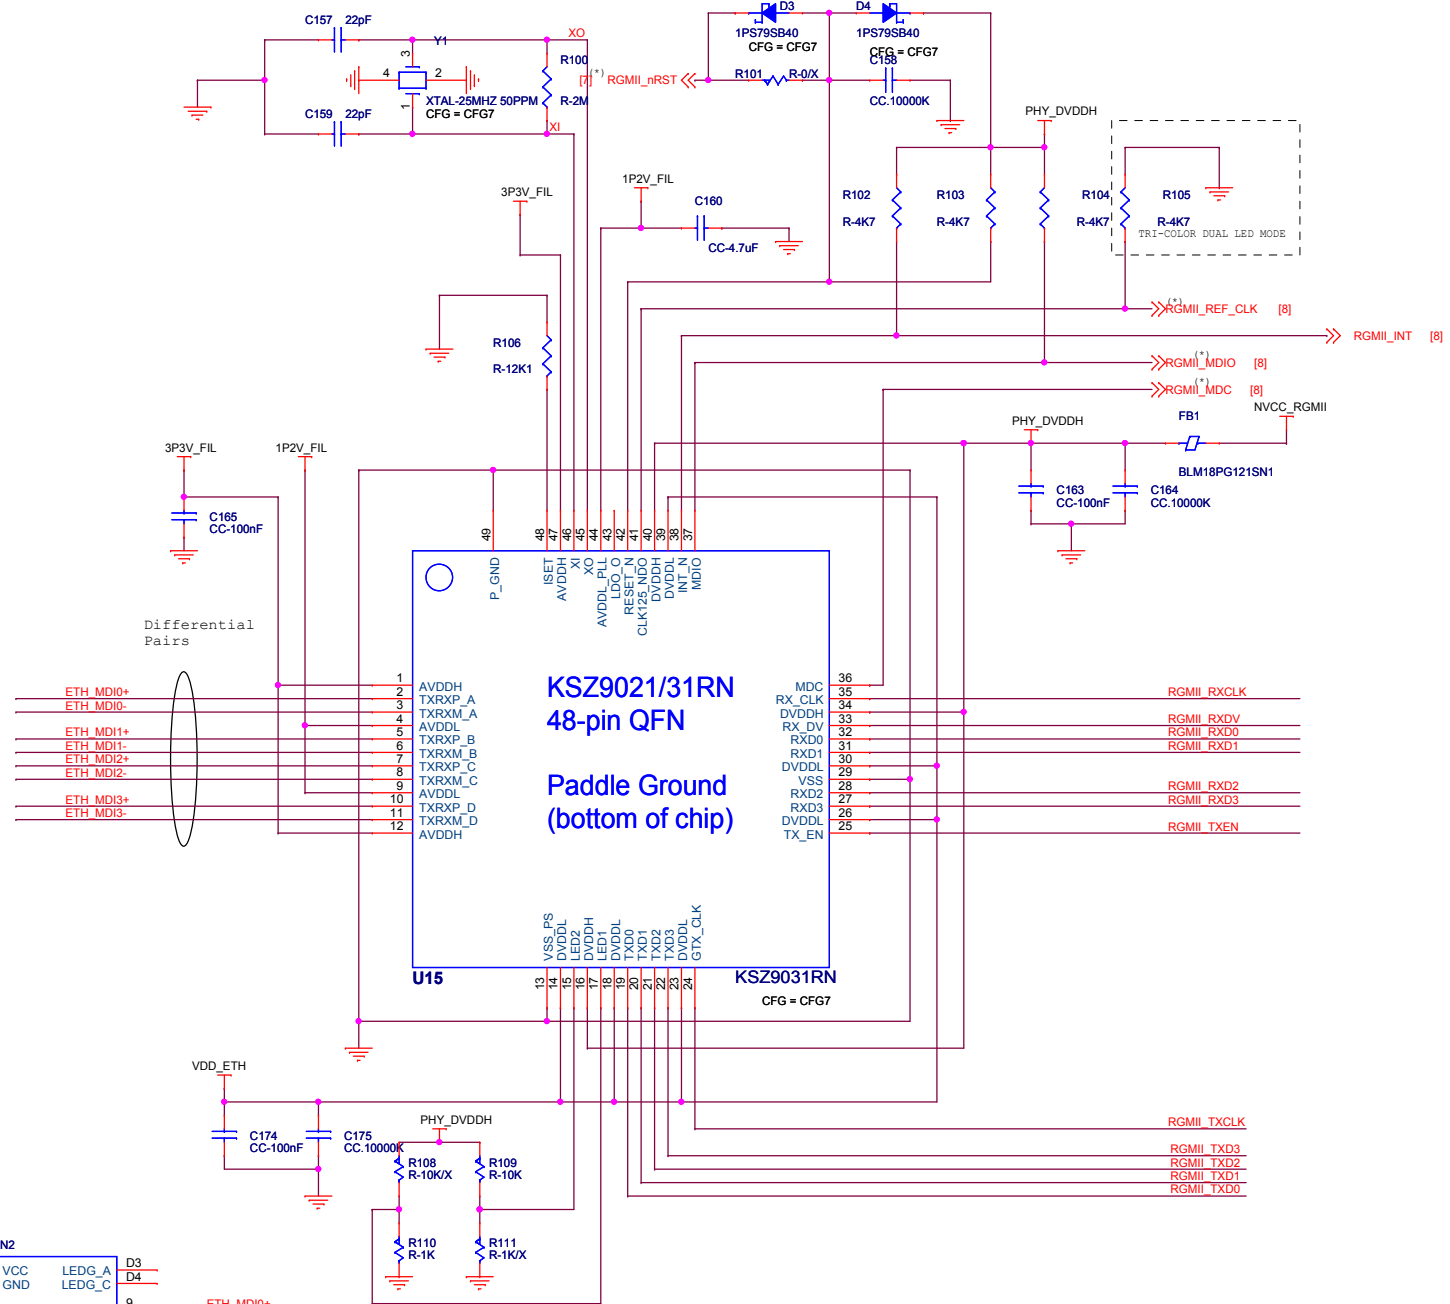 C157 22pF
Y1
XO
R100
R-2M
3
4
2
1
XTAL-25MHZ 50PPM
CFG = CFG7
C159 22pF
XI
D3
1PS79SB40
CFG = CFG7
D4
1PS79SB40
CFG = CFG7
C158
CC.10000K
[7] (*) RGMII_nRST
R101 R-0/X
PHY_DVDDH
3P3V_FIL
1P2V_FIL
C160
CC-4.7uF
R102
R-4K7
R103
R-4K7
R104
R-4K7
R105
R-4K7
TRI-COLOR DUAL LED MODE
(*)
RGMII_REF_CLK [8]
RGMII_INT [8]
(*)
RGMII_MDIO [8]
(*)
RGMII_MDC [8]
R106
R-12K1
PHY_DVDDH
FB1
NVCC_RGMII
BLM18PG121SN1
C163
CC-100nF
C164
CC.10000K
3P3V_FIL
1P2V_FIL
C165
CC-100nF
49
48
47
46
45
44
43
42
41
40
39
38
37
P_GND
ISET
AVDDH
XI
XO
AVDDL_PLL
LDO_O
RESET_N
CLK125_NDO
DVDDH
DVDDL
INT_N
MDIO
Differential
Pairs
KSZ9021/31RN
48-pin QFN
Paddle Ground
(bottom of chip)
ETH_MDI0+
ETH_MDI0-
ETH_MDI1+
ETH_MDI1-
ETH_MDI2+
ETH_MDI2-
ETH_MDI3+
ETH_MDI3-
1 AVDDH
2 TXRXP_A
3 TXRXM_A
4 AVDDL
5 TXRXP_B
6 TXRXM_B
7 TXRXP_C
8 TXRXM_C
9 AVDDL
10 TXRXP_D
11 TXRXM_D
12 AVDDH
MDC 36
RX_CLK 35
DVDDH 34
RX_DV 33
RXD0 32
RXD1 31
DVDDL 30
VSS 29
RXD2 28
RXD3 27
DVDDL 26
TX_EN 25
RGMII_RXCLK
RGMII_RXDV
RGMII_RXD0
RGMII_RXD1
RGMII_RXD2
RGMII_RXD3
RGMII_TXEN
VSS_PS
DVDDL
LED2
DVDDH
LED1
DVDDL
TXD0
TXD1
TXD2
TXD3
DVDDL
GTX_CLK
U15
KSZ9031RN
CFG = CFG7
13
14
15
16
17
18
19
20
21
22
23
24
VDD_ETH
C174
CC-100nF
C175
CC.10000K
PHY_DVDDH
R108
R-10K/X
R109
R-10K
R110
R-1K
R111
R-1K/X
RGMII_TXCLK
RGMII_TXD3
RGMII_TXD2
RGMII_TXD1
RGMII_TXD0
N2
VCC LEDG_A D3
GND LEDG_C D4
9 ETH_MDI0+